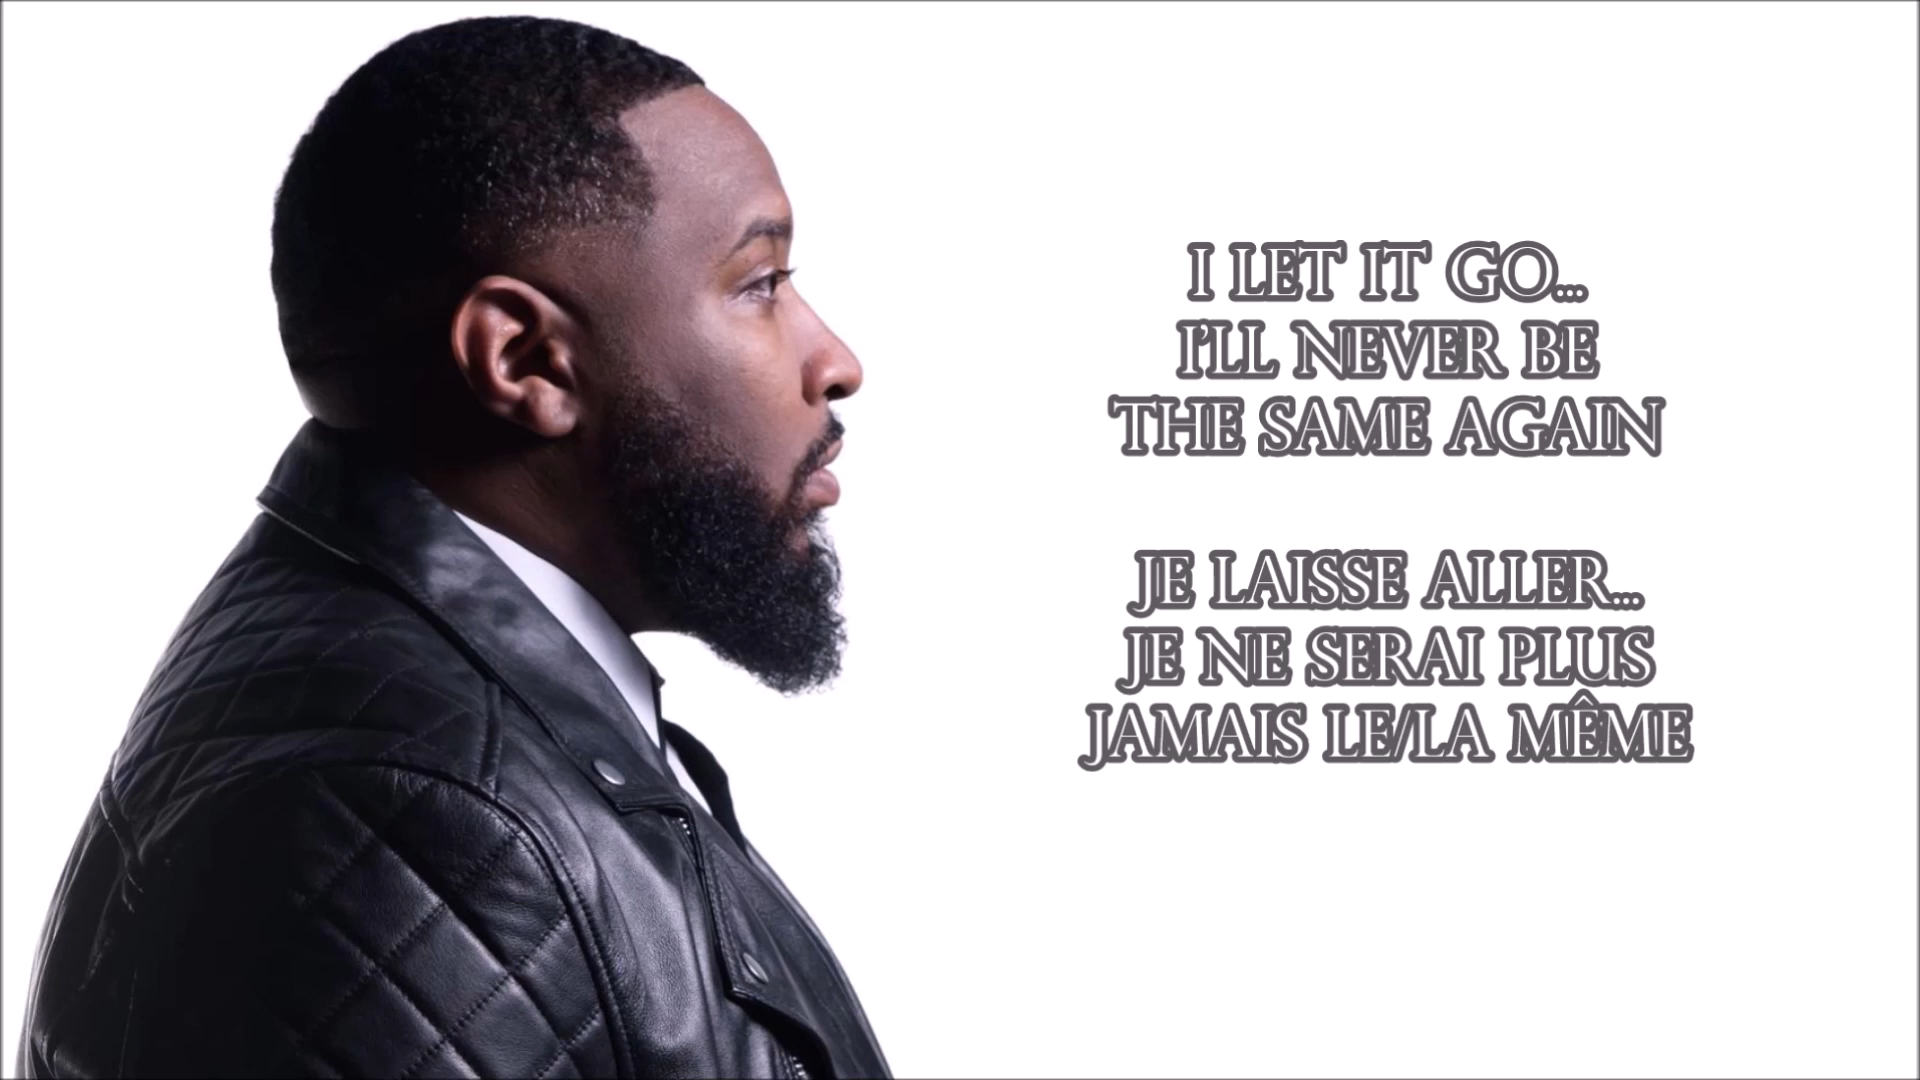 I LET IT GO...
I'LL NEVER BE
THE SAME AGAIN
JE LAISSE ALLER...
JE NE SERAI PLUS
JAMAIS LE/LA MÊME